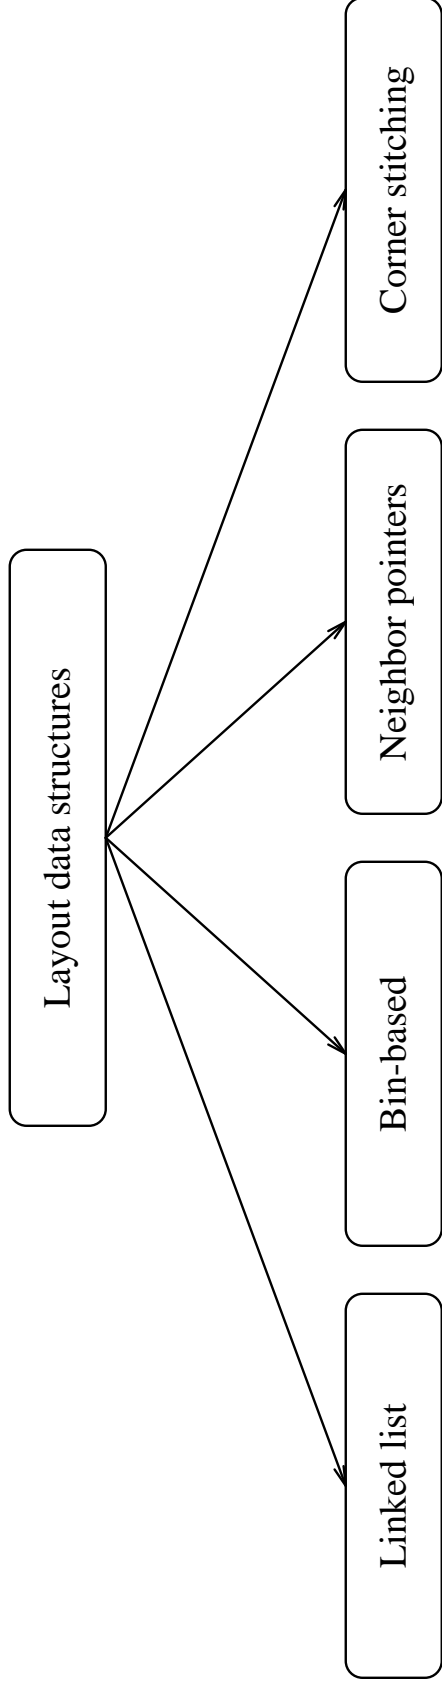 Layout data structures
Linked list
Bin-based
Neighbor pointers
Corner stitching